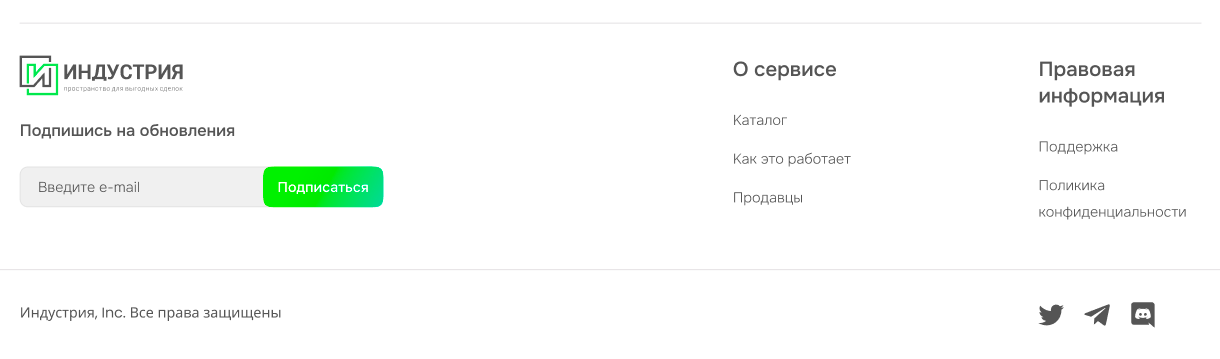 ИНДУСТРИЯ
пространство для выгодных сделок
Подпишись на обновления
Введите e-mail
Подписаться
О сервисе
Каталог
Как это работает
Продавцы
Правовая
информация
Поддержка
Поликика
конфиденциальности
Индустрия, Inc. Все права защищены